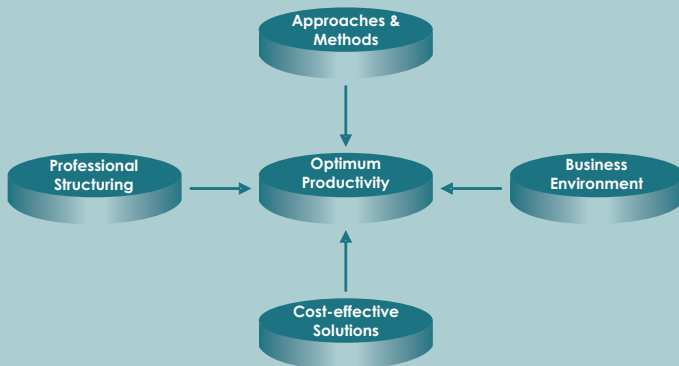 Approaches &
Methods
Professional
Structuring
Optimum
Productivity
Business
Environment
Cost-effective
Solutions